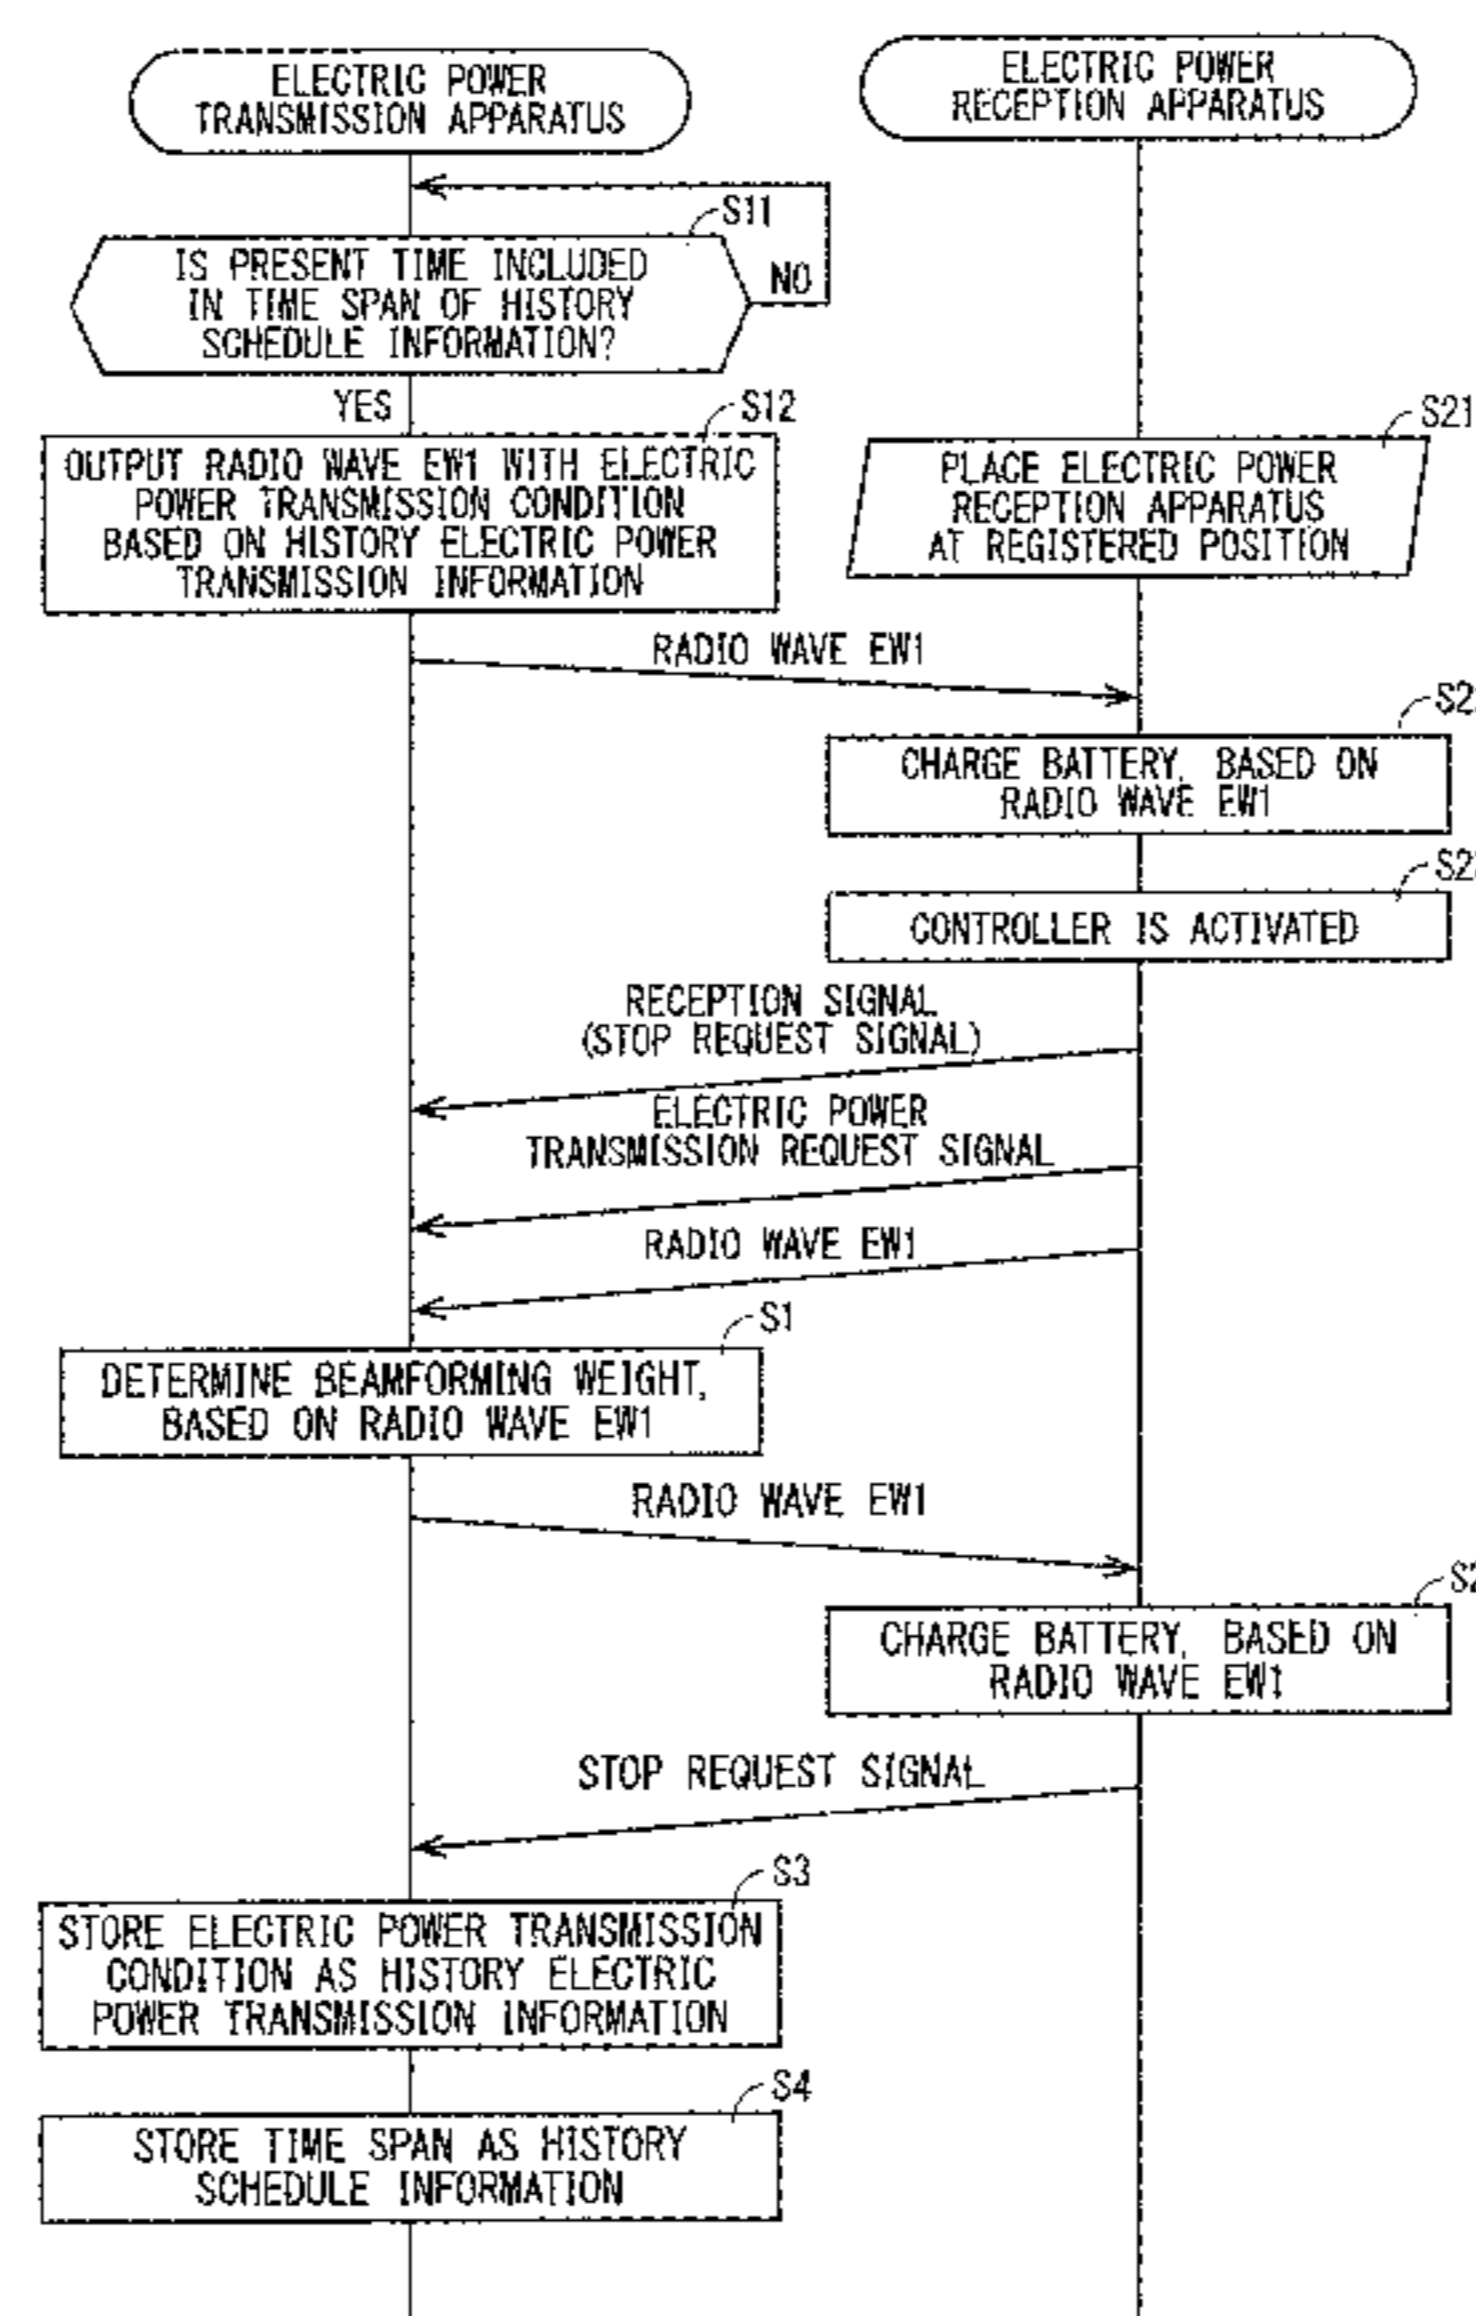 ELECTRIC POWER
TRANSMISSION APPARATUS
ELECTRIC POWER
RECEPTION APPARATUS
S11
IS PRESENT TIME INCLUDED
IN TIME SPAN OF HISTORY
SCHEDULE INFORMATION?
NO
YES
S12
OUTPUT RADIO WAVE EW1 WITH ELECTRIC
POWER TRANSMISSION CONDITION
BASED ON HISTORY ELECTRIC POWER
TRANSMISSION INFORMATION
S21
PLACE ELECTRIC POWER
RECEPTION APPARATUS
AT REGISTERED POSITION
RADIO WAVE EW1
CHARGE BATTERY, BASED ON
RADIO WAVE EW1
CONTROLLER IS ACTIVATED
RECEPTION SIGNAL
(STOP REQUEST SIGNAL)
ELECTRIC POWER
TRANSMISSION REQUEST SIGNAL
RADIO WAVE EW1
S1
DETERMINE BEAMFORMING WEIGHT,
BASED ON RADIO WAVE EW1
RADIO WAVE EW1
CHARGE BATTERY, BASED ON
RADIO WAVE EW1
STOP REQUEST SIGNAL
S3
STORE ELECTRIC POWER TRANSMISSION
CONDITION AS HISTORY ELECTRIC
POWER TRANSMISSION INFORMATION
S4
STORE TIME SPAN AS HISTORY
SCHEDULE INFORMATION